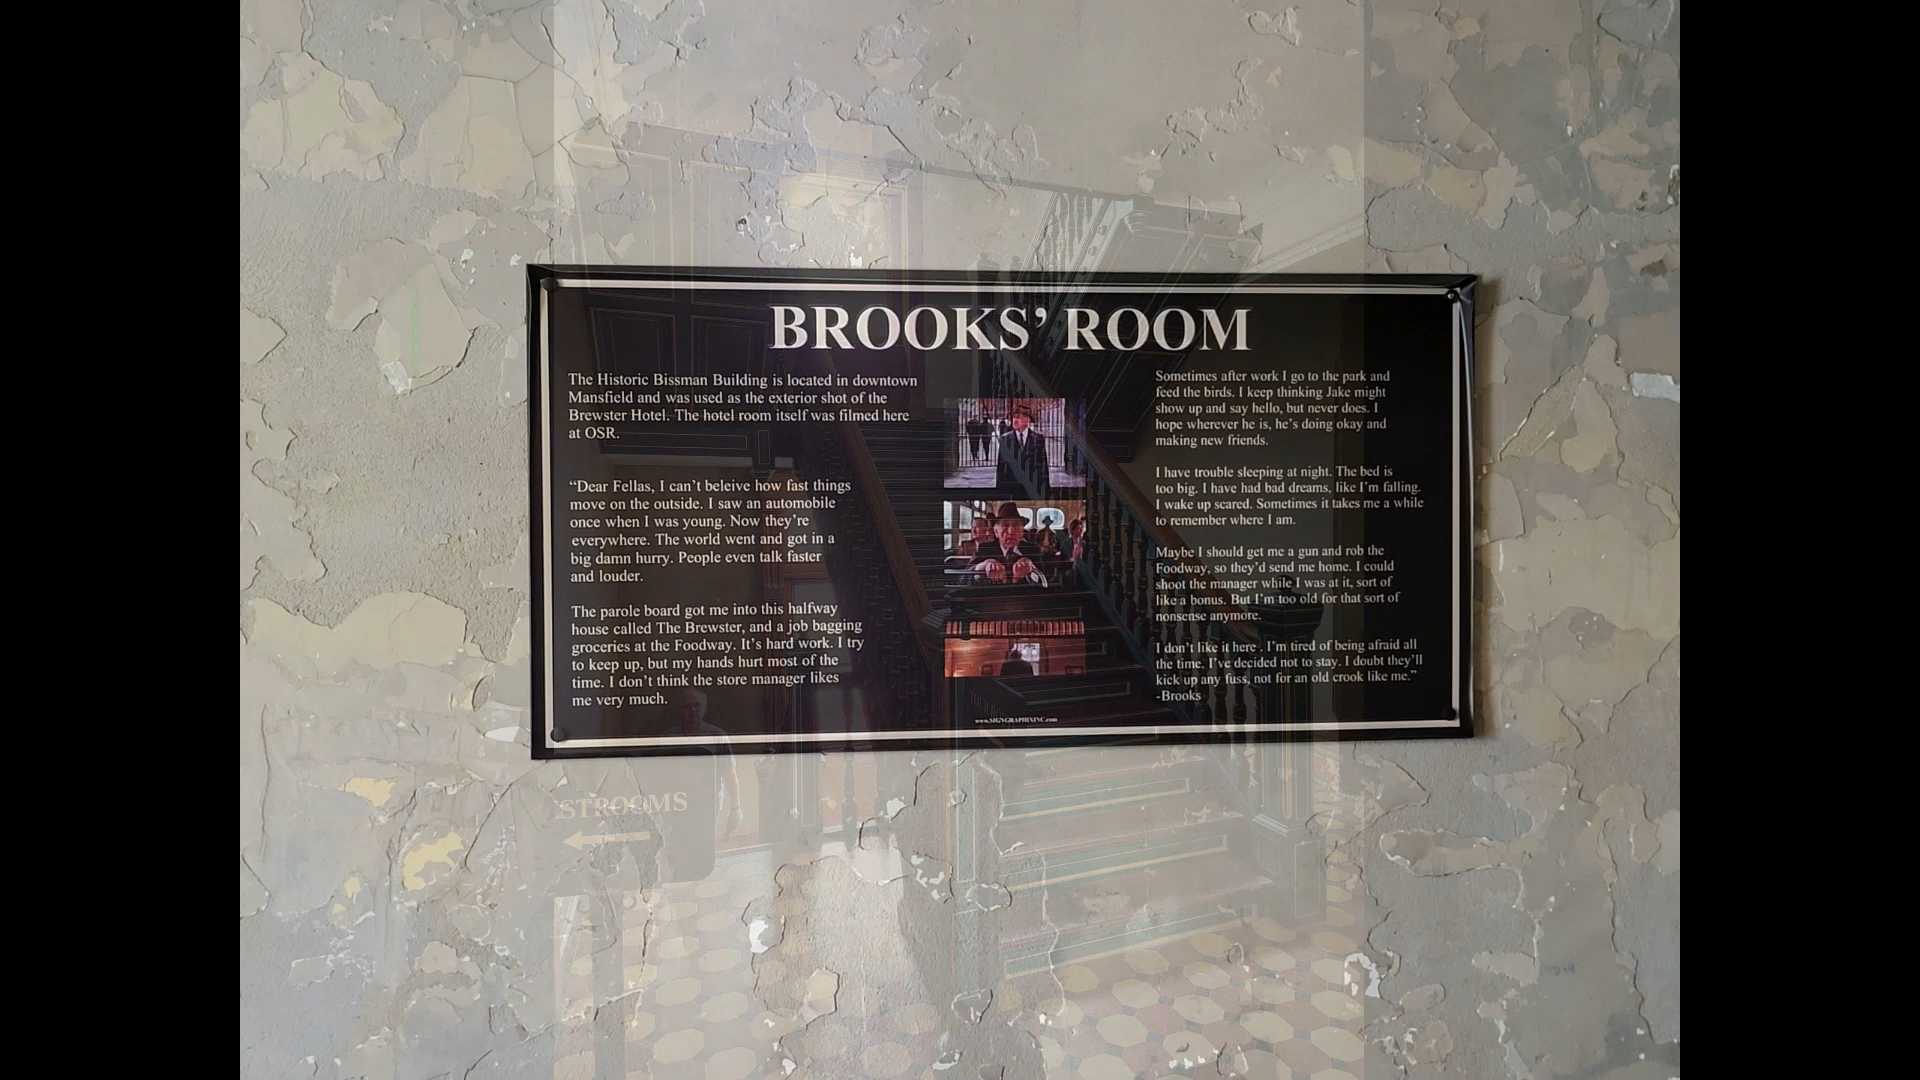 BROOKS' ROOM
The Historic Bissman Building is located in downtown
Mansfield and was used as the exterior shot of the
Brewster Hotel. The hotel room itself was filmed here
at OSR.
“Dear Fellas, I can't beleive how fast things
move on the outside. I saw an automobile
once when I was young. Now they're
everywhere. The world went and got in a
big damn hurry. People even talk faster
and louder.
The parole board got me into this halfway
house called The Brewster, and a job bagging
groceries at the Foodway. It's hard work. I try
to keep up, but my hands hurt most of the
time. I don't think the store manager likes
me very much.
Sometimes after work I go to the park and
feed the birds. I keep thinking Jake might
show up and say hello, but never does. I
hope wherever he is, he's doing okay and
making new friends.
I have trouble sleeping at night. The bed is
too big. I have had bad dreams, like I'm falling.
I wake up scared. Sometimes it takes me a while
to remember where I am.
Maybe I should get me a gun and rob the
Foodway, so they'd send me home. I could
shoot the manager while I was at it, sort of
like a bonus. But I'm too old for that sort of
nonsense anymore.
I don't like it here . I'm tired of being afraid all
the time. I've decided not to stay. I doubt they'll
kick up any fuss, not for an old crook like me.”
-Brooks
www.SIGNGRAPHIXINC.com
STROOMS